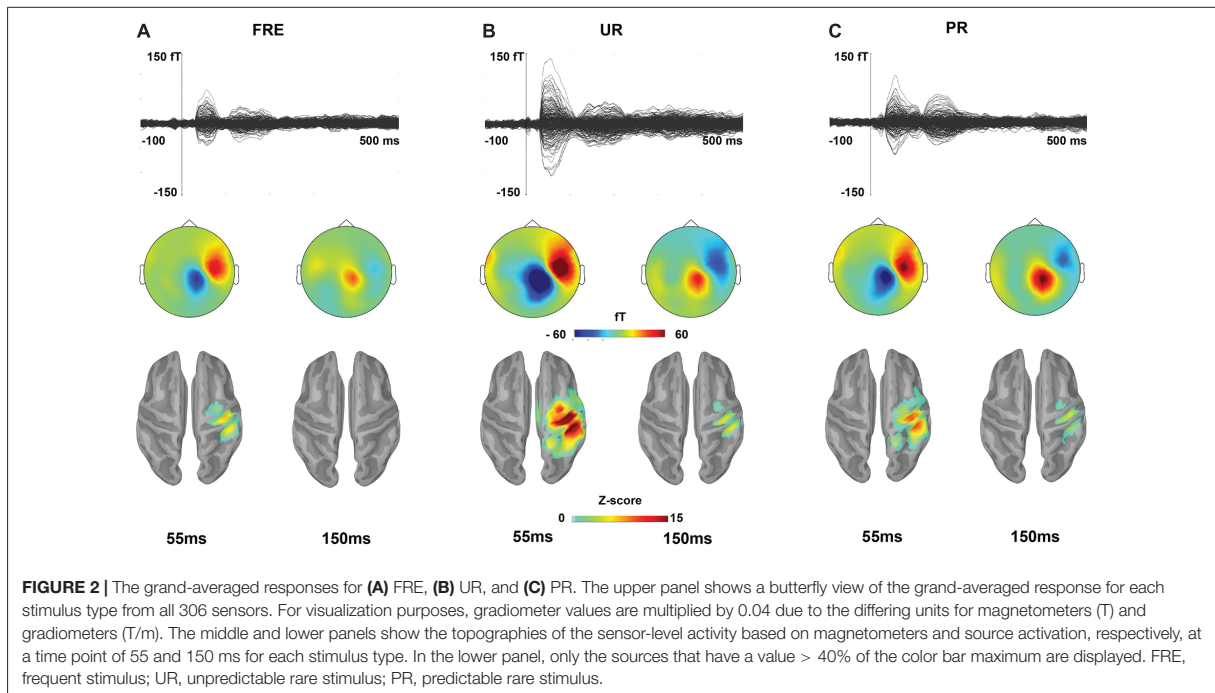 A FRE B UR C PR
150 fT 150 fT 150 fT
-100 500 ms -100 500 ms -100 500 ms
-150 -150 -150
fT
- 60 60
Z-score
0 15
55ms 150ms 55ms 150ms 55ms 150ms
FIGURE 2 | The grand-averaged responses for (A) FRE, (B) UR, and (C) PR. The upper panel shows a butterfly view of the grand-averaged response for each
stimulus type from all 306 sensors. For visualization purposes, gradiometer values are multiplied by 0.04 due to the differing units for magnetometers (T) and
gradiometers (T/m). The middle and lower panels show the topographies of the sensor-level activity based on magnetometers and source activation, respectively, at
a time point of 55 and 150 ms for each stimulus type. In the lower panel, only the sources that have a value > 40% of the color bar maximum are displayed. FRE,
frequent stimulus; UR, unpredictable rare stimulus; PR, predictable rare stimulus.